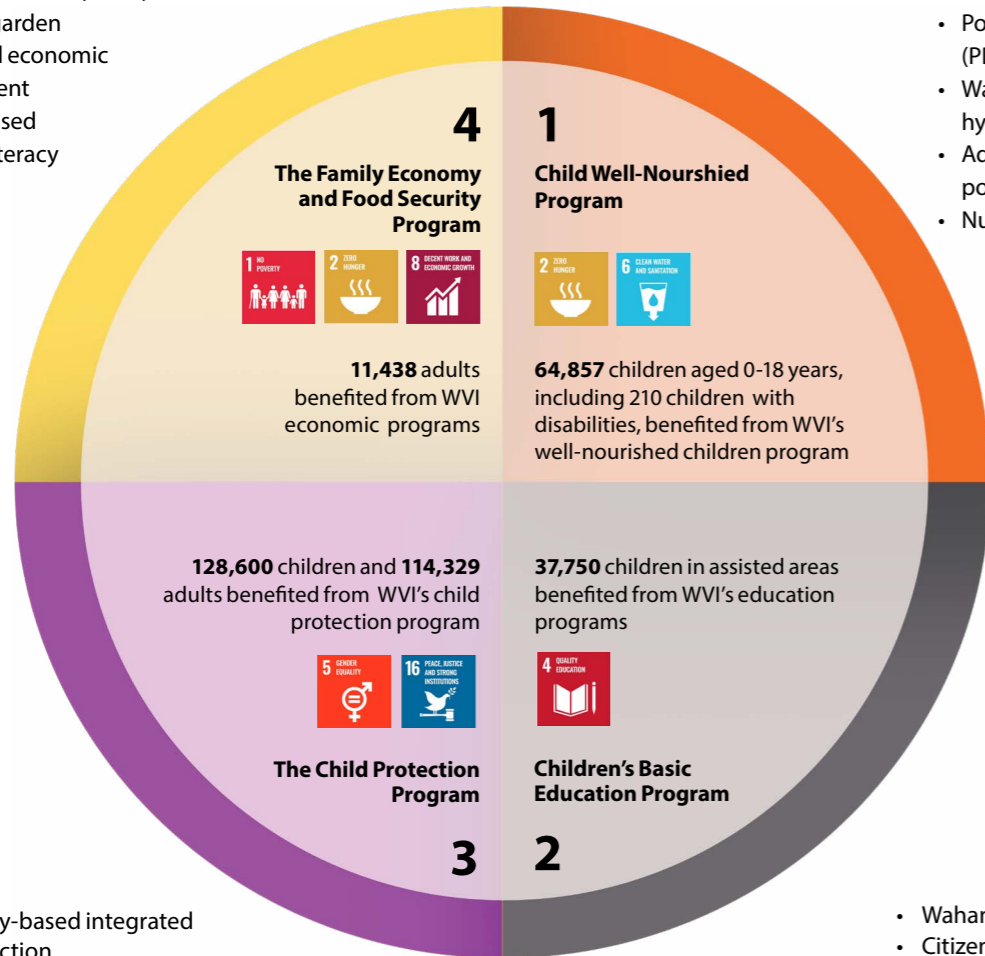 garden
economic
ent
sed
teracy
• Po
• Wa
hy
• Ac
po
• Nu
4
The Family Economy
and Food Security
Program
1 NO
POVERTY
2 ZERO
HUNGER
8 DECENT WORK AND
ECONOMIC GROWTH
11,438 adults
benefited from WVI
economic programs
1
Child Well-Nourshied
Program
2 ZERO
HUNGER
6 CLEAN WATER
AND SANITATION
64,857 children aged 0-18 years,
including 210 children with
disabilities, benefited from WVI's
well-nourished children program
128,600 children and 114,329
adults benefited from WVI's child
protection program
5 GENDER
EQUALITY
16 PEACE, JUSTICE
AND STRONG
INSTITUTIONS
The Child Protection
Program
3
37,750 children in assisted areas
benefited from WVI's education
programs
4 QUALITY
EDUCATION
Children's Basic
Education Program
2
y-based integrated
ction
• Wahan
• Citizen